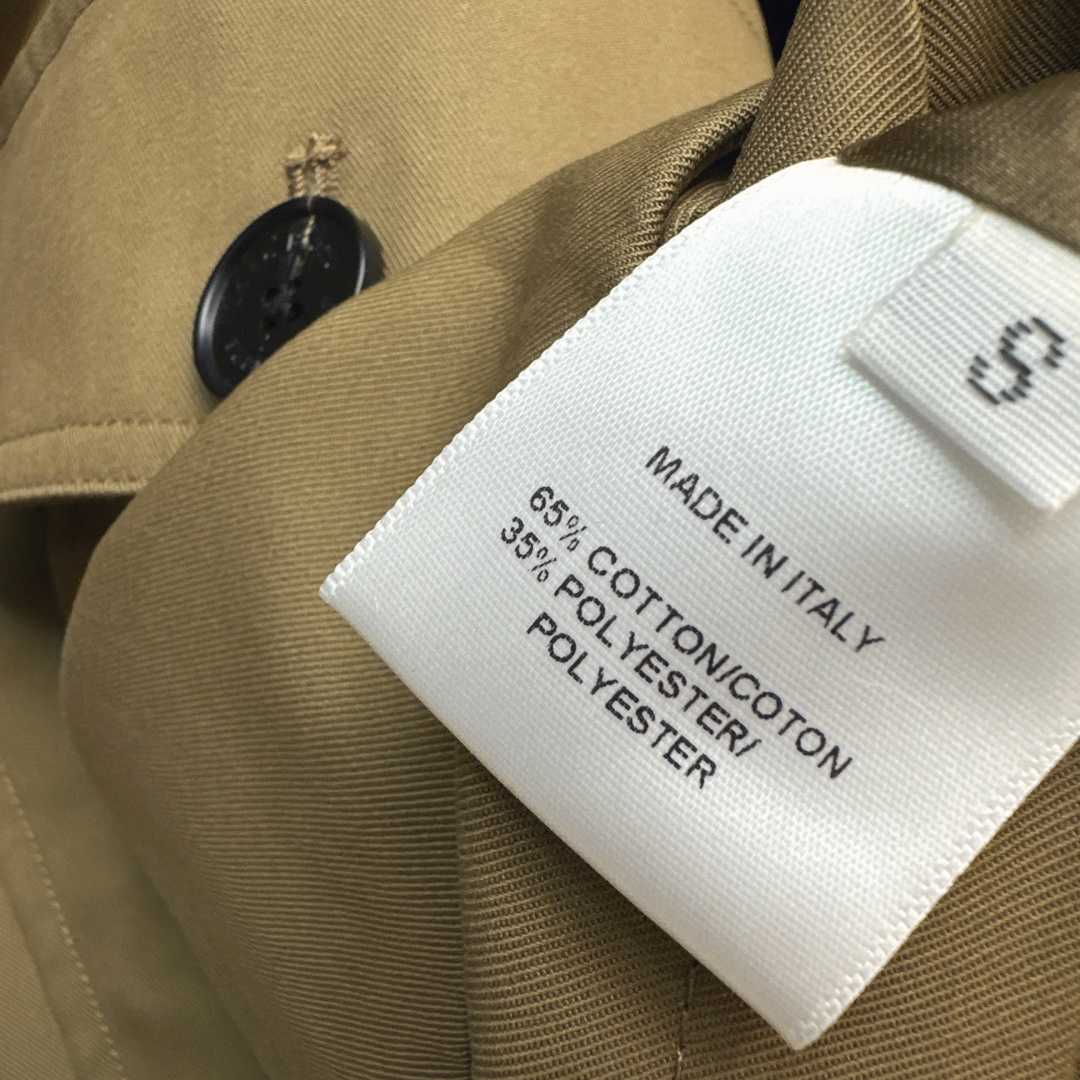 S
MADE IN ITALY
65% COTTON/COTON
35% POLYESTER/
POLYESTER